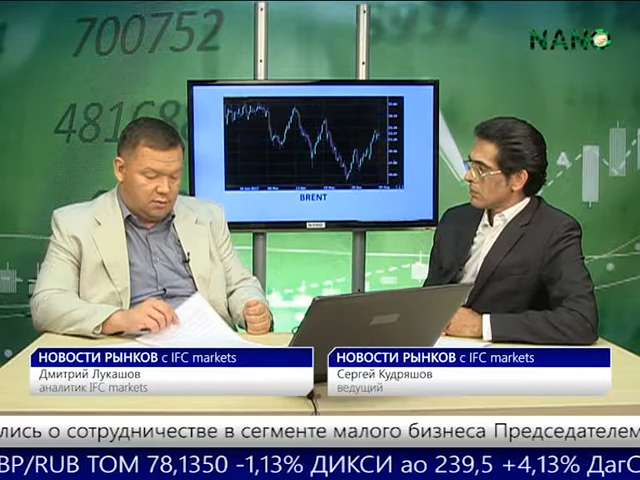 700752
NANO
48168
BRENT
НОВОСТИ РЫНКОВ с IFC markets
Дмитрий Лукашов
аналитик IFC markets
НОВОСТИ РЫНКОВ с IFC markets
Сергей Кудряшов
ведущий
лись о сотрудничестве в сегменте малого бизнеса Председателем
BP/RUB TOM 78,1350 -1,13% ДИКСИ ао 239,5 +4,13% ДагС